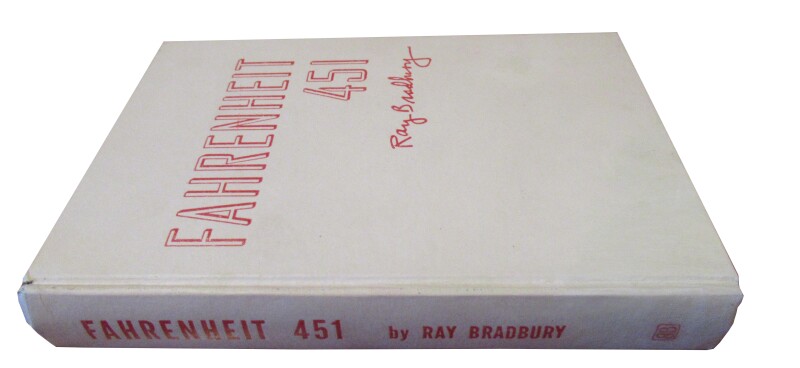 FAHRENHEIT
451
Ray Bradbury
FAHRENHEIT 451 by RAY BRADBURY